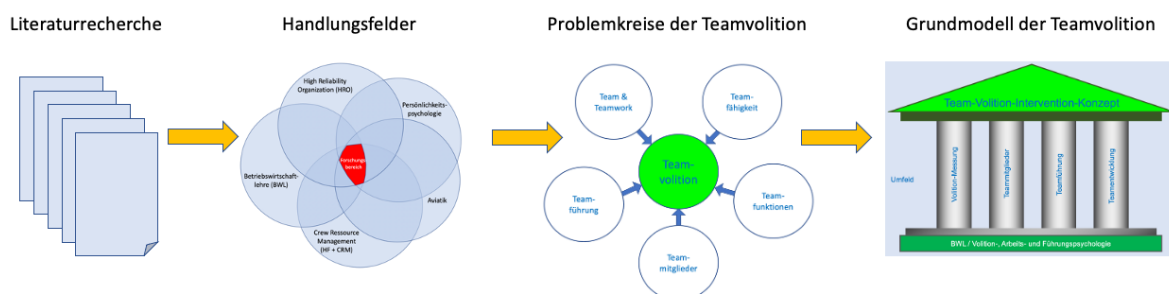 Literaturrecherche
Handlungsfelder
Problemkreise der Teamvolition
Grundmodell der Teamvolition
High Reliability
Organization (HRO)
Persönlichkeits-
psychologie
Forschungs-
bereich
Betriebswirtschaft-
lehre (BWL)
Aviatik
Crew Ressource
Management
(HF + CRM)
Team &
Teamwork
Team-
fähigkeit
Team-
volition
Team-
führung
Team-
funktionen
Team-
mitglieder
Team-Volition-Intervention-Konzept
Umfeld
Volition-Messung
Teammitglieder
Teamführung
Teamentwicklung
BWL / Volition-, Arbeits- und Führungspsychologie